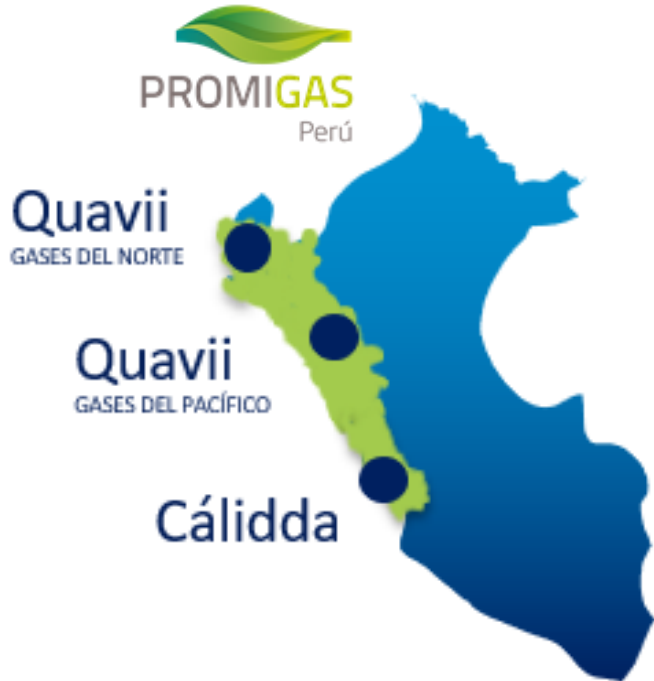 PROMIGAS
Perú
Quavii
GASES DEL NORTE
Quavii
GASES DEL PACÍFICO
Cálidda